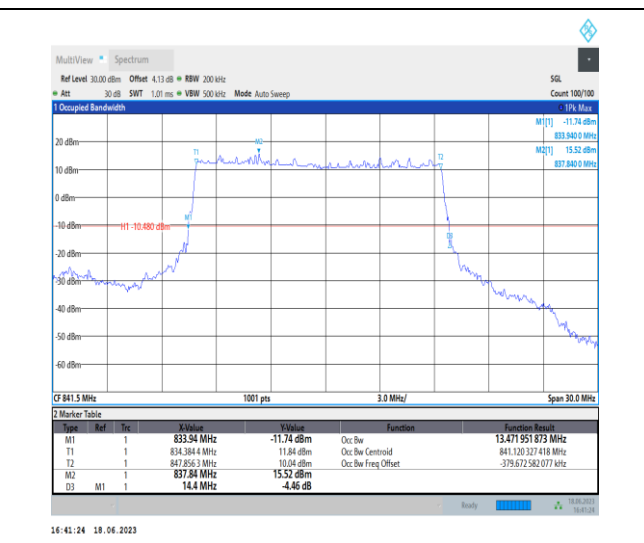 MultiView Spectrum
Ref Level 30.00 dBm Offset 4.13 dB RBW 200 kHz SGL
Att 30 dB SWT 1.01 ms VBW 500 kHz Mode Auto Sweep Count 100/100
1 Occupied Bandwidth 1Pk Max
M1[1] -11.74 dBm
833.940 0 MHz
M2[1] 15.52 dBm
837.840 0 MHz
20 dBm
M2
T1
T2
10 dBm
0 dBm
M1
-10 dBm
H1 -10.480 dBm
D3
-20 dBm
-30 dBm
-40 dBm
-50 dBm
-60 dBm
CF 841.5 MHz 1001 pts 3.0 MHz/ Span 30.0 MHz
2 Marker Table
Type Ref Trc X-Value Y-Value Function Function Result
M1 1 833.94 MHz -11.74 dBm Occ Bw 13.471 951 873 MHz
T1 1 834.384 4 MHz 11.84 dBm Occ Bw Centroid 841.120 327 418 MHz
T2 1 847.856 3 MHz 10.04 dBm Occ Bw Freq Offset -379.672 582 077 kHz
M2 1 837.84 MHz 15.52 dBm
D3 M1 1 14.4 MHz -4.46 dB
Ready 18.06.2023
16:41:24
16:41:24 18.06.2023